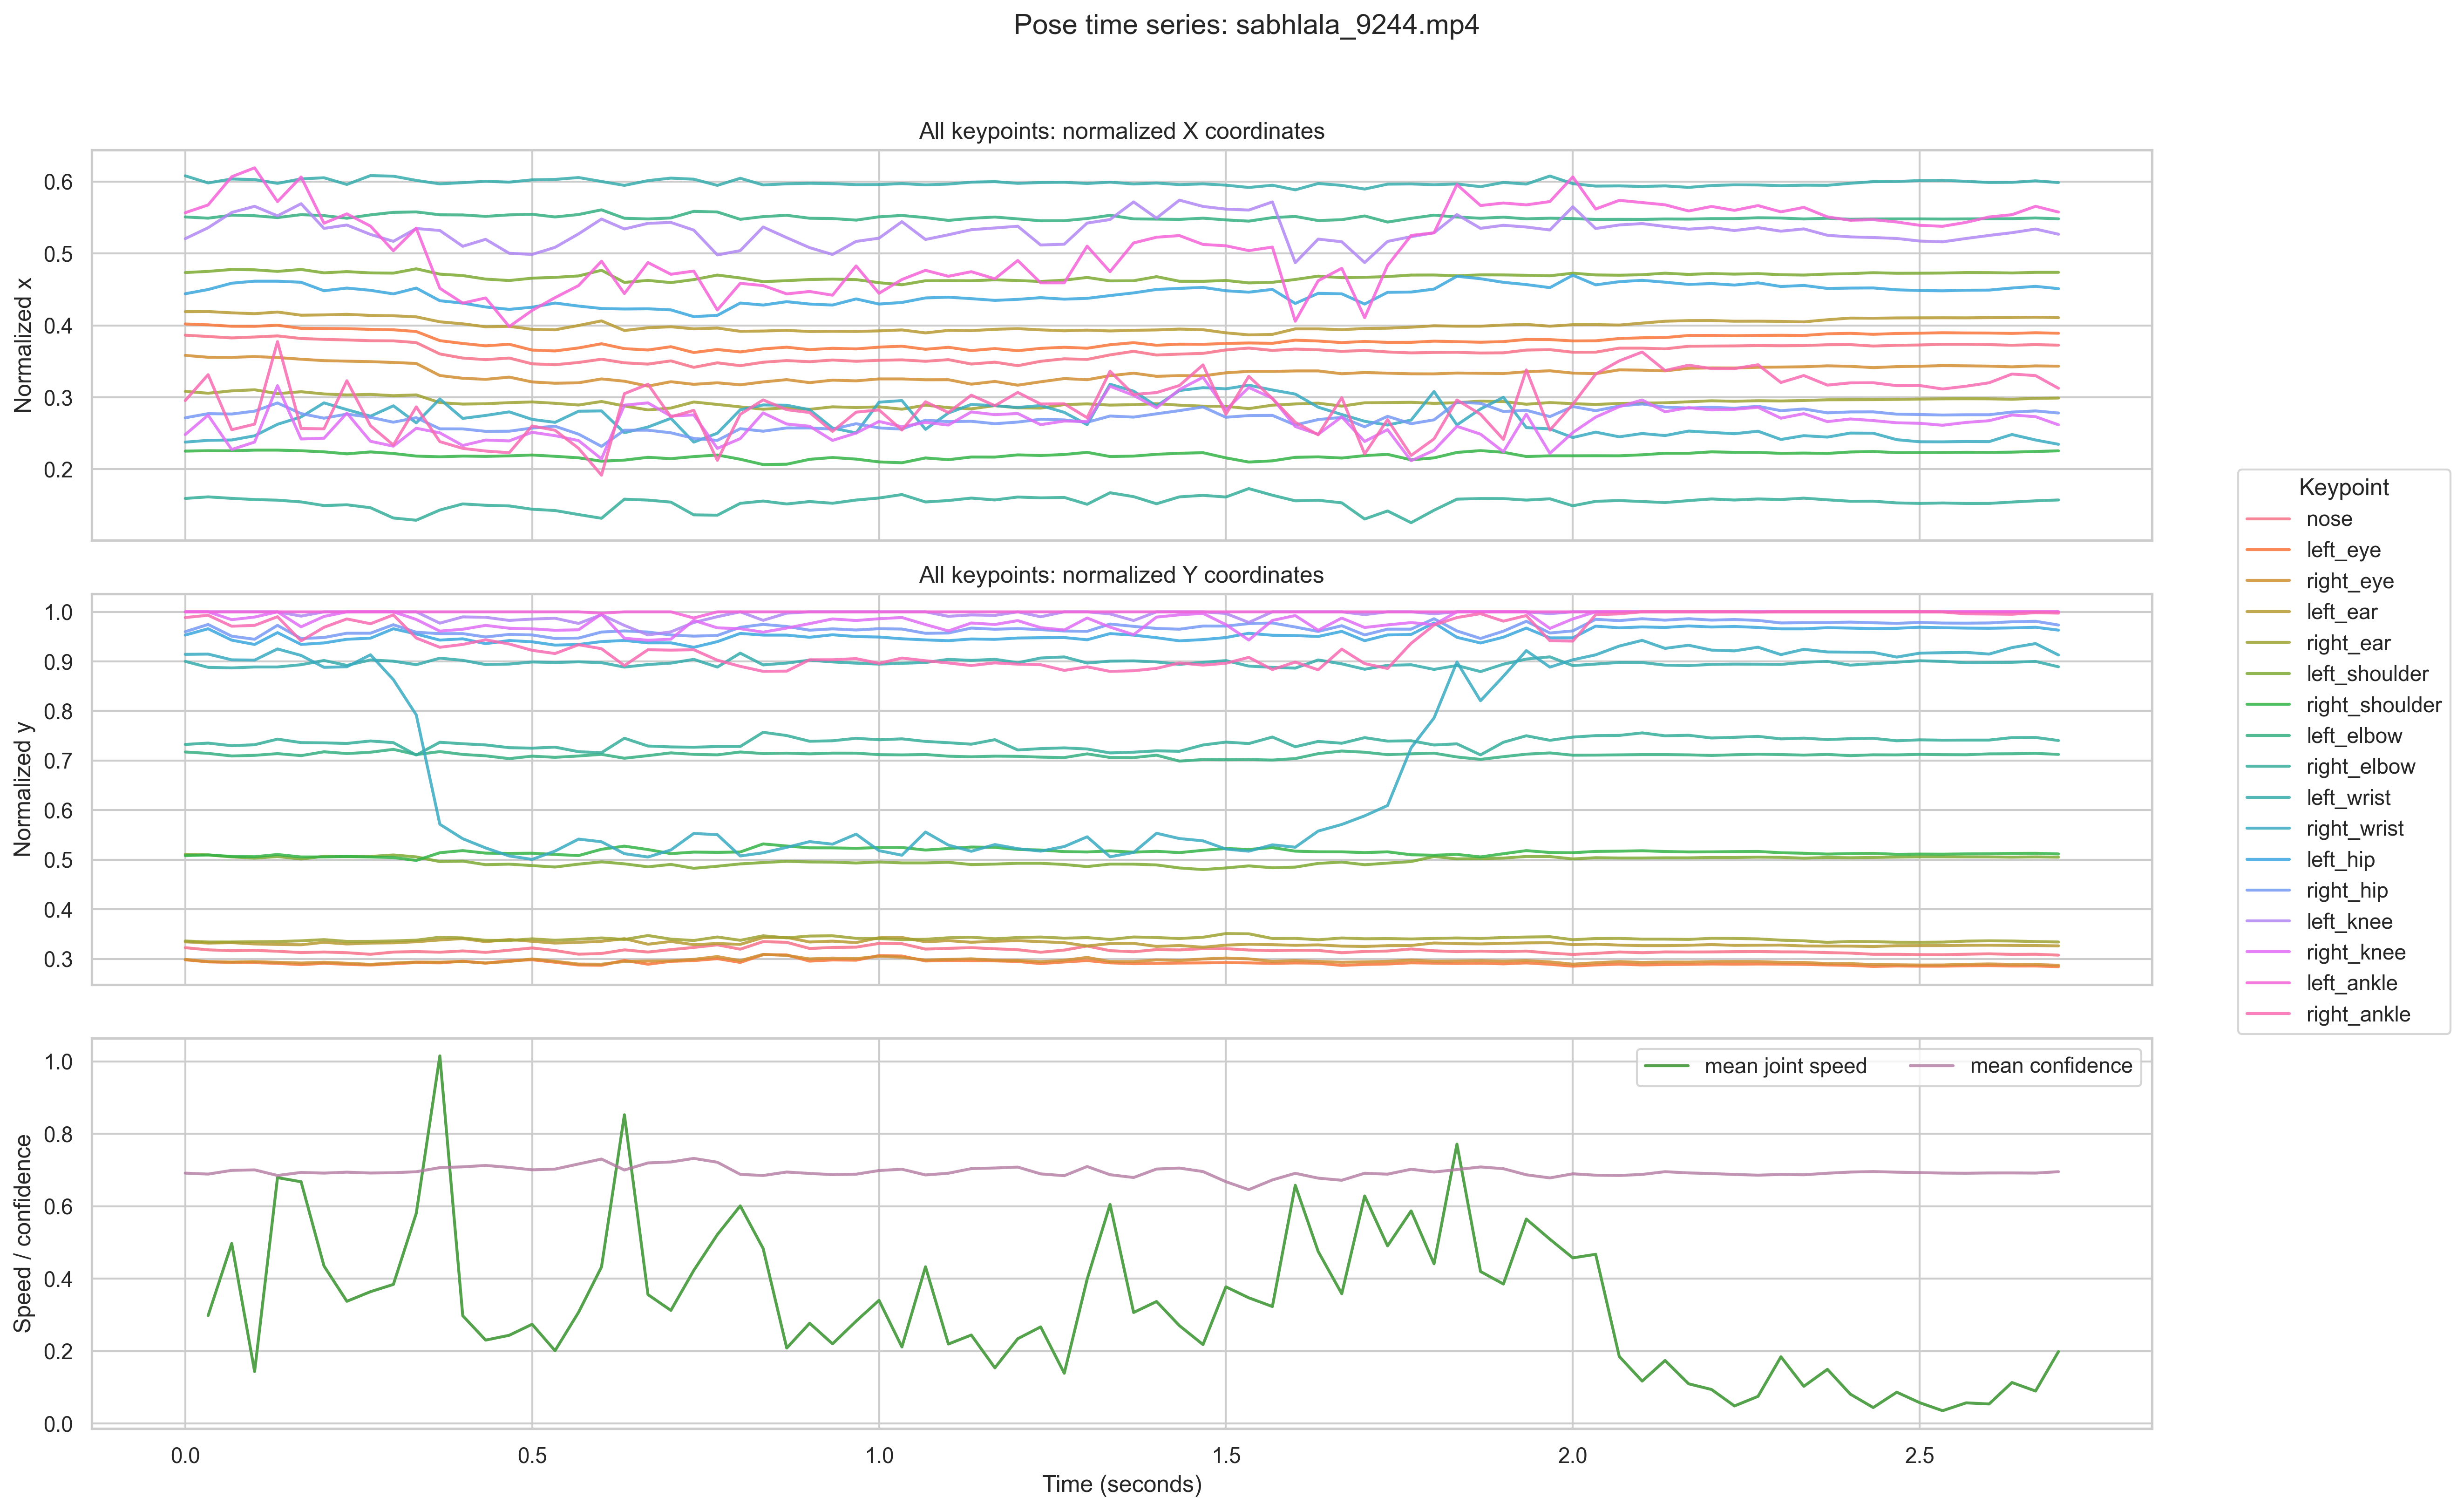 Pose time series: sabhlala_9244.mp4
All keypoints: normalized X coordinates
Normalized x
0.6
0.5
0.4
0.3
0.2
All keypoints: normalized Y coordinates
Normalized y
1.0
0.9
0.8
0.7
0.6
0.5
0.4
0.3
Keypoint
nose
left_eye
right_eye
left_ear
right_ear
left_shoulder
right_shoulder
left_elbow
right_elbow
left_wrist
right_wrist
left_hip
right_hip
left_knee
right_knee
left_ankle
right_ankle
mean joint speed
mean confidence
Speed / confidence
1.0
0.8
0.6
0.4
0.2
0.0
0.0 0.5 1.0 1.5 2.0 2.5
Time (seconds)